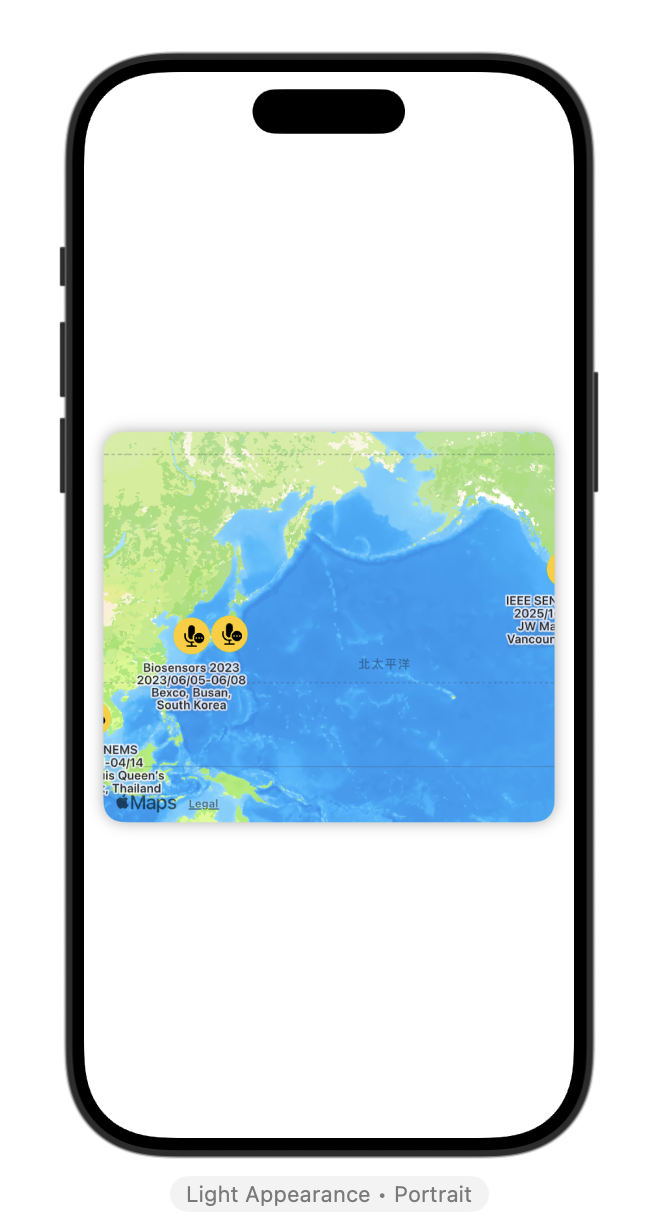 IEEE SEN
2025/1
JW Ma
Vancour
北太平洋
Biosensors 2023
2023/06/05-06/08
Bexco, Busan,
South Korea
NEMS
-04/14
is Queen's
, Thailand
Maps
Legal
Light Appearance • Portrait